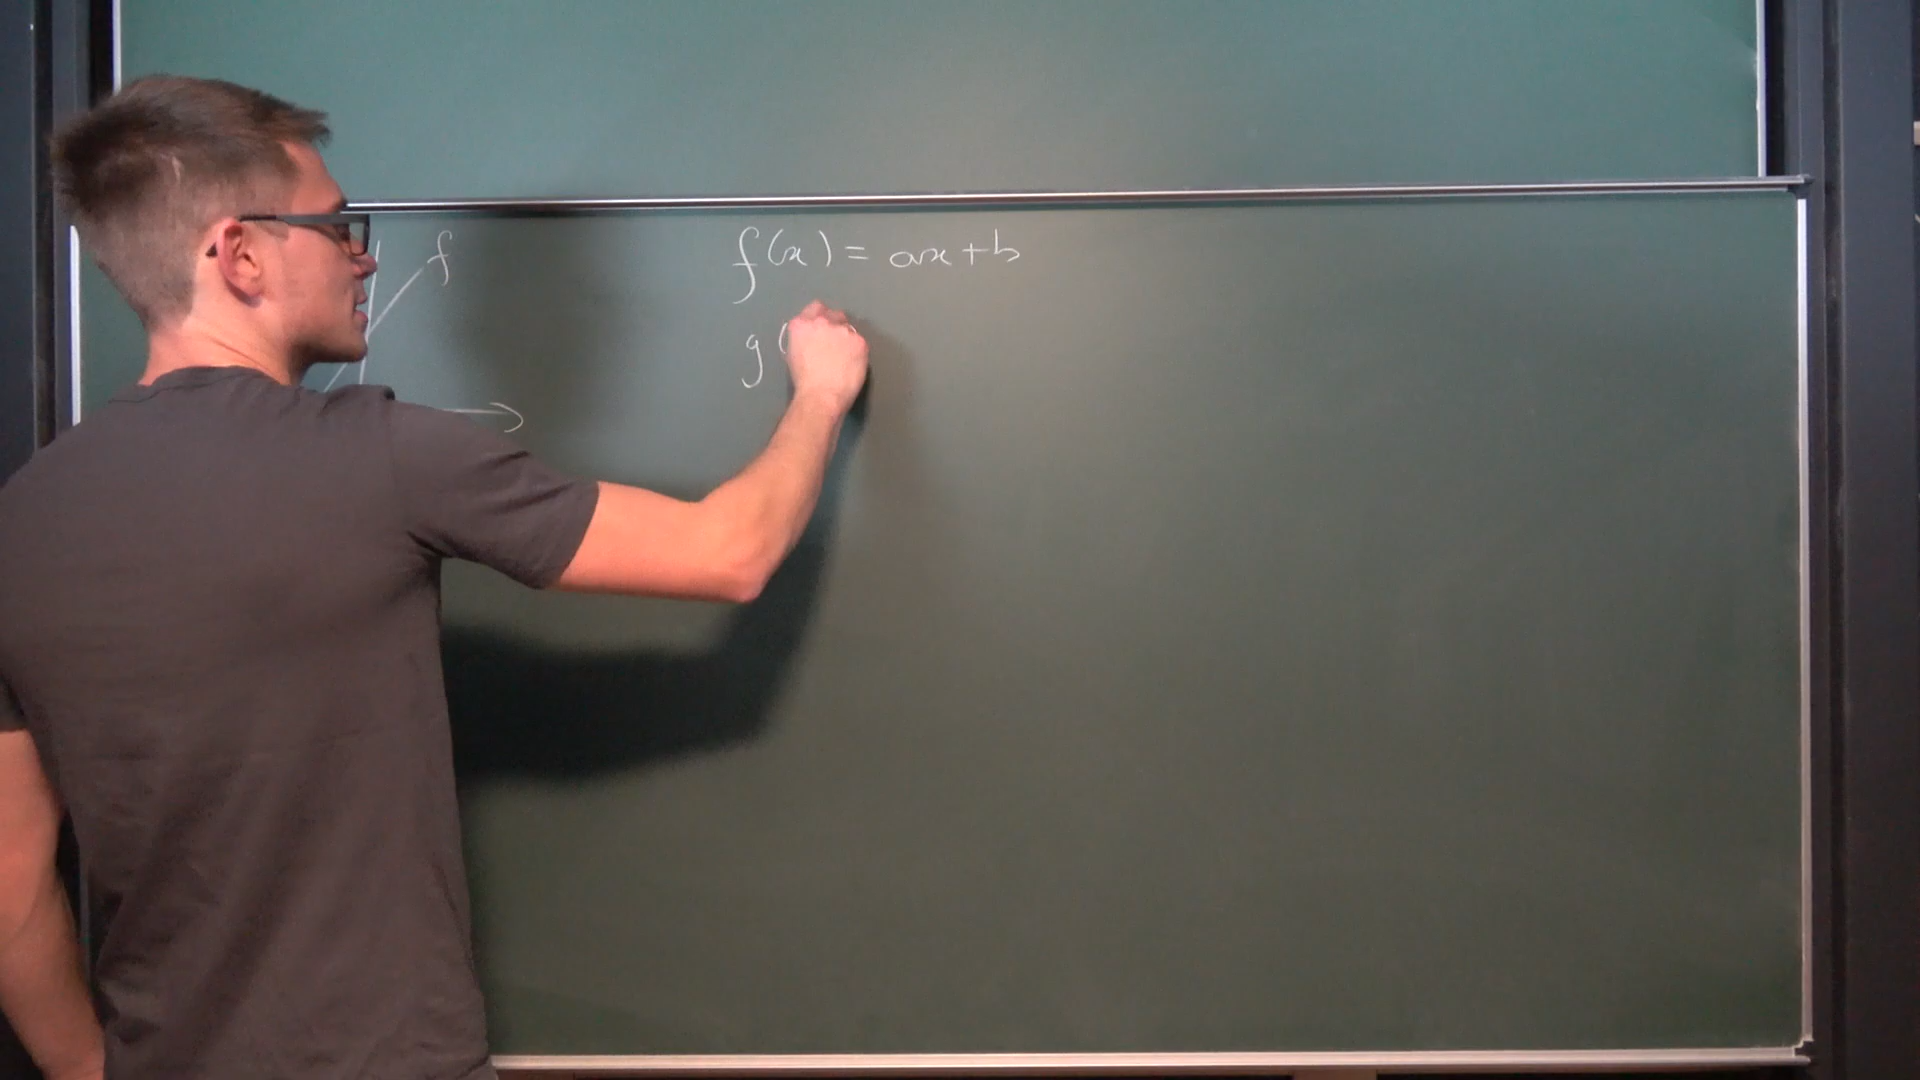 f
f(x) = ax+b
g(